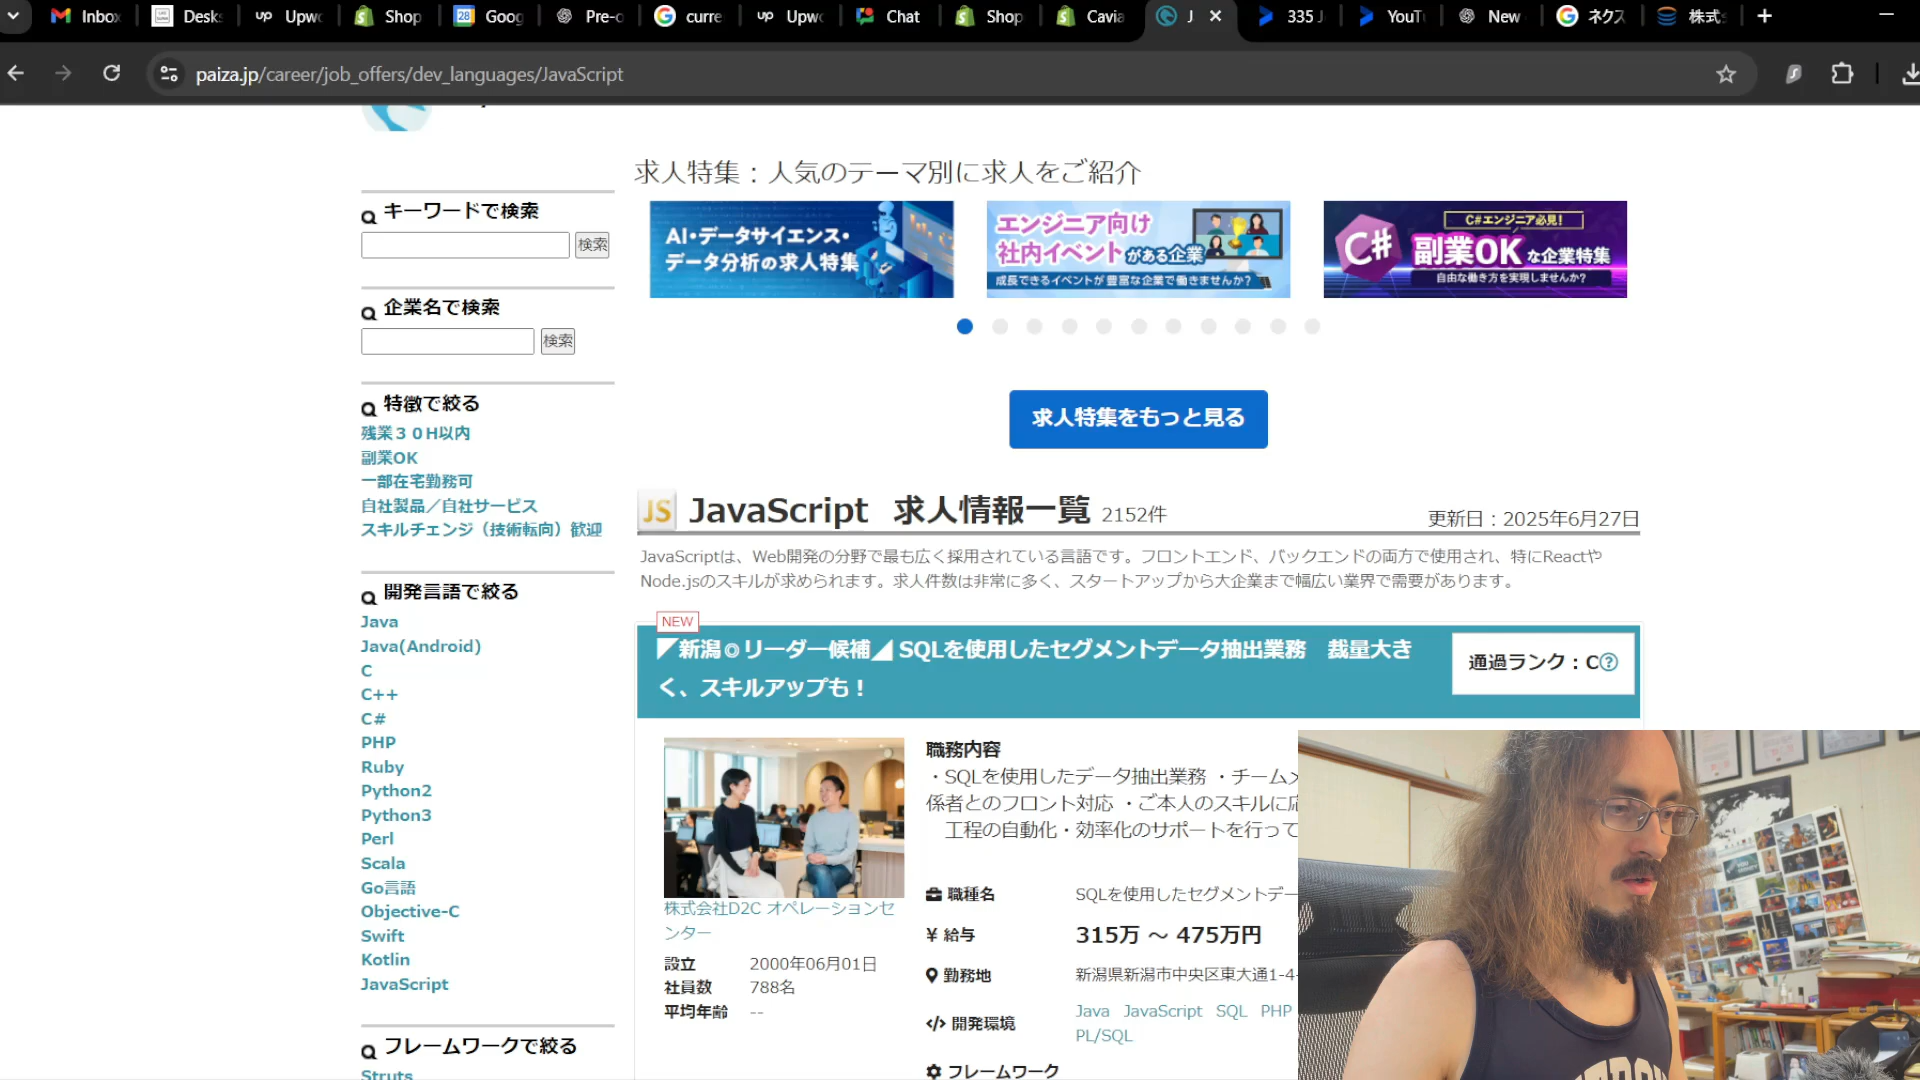 Inbox
Desk
Upwo
Shop
28
Goog
Pre-o
curre
Upwo
Chat
Shop
Cavia
J
335 J
YouT
New
ネクス
株式
paiza.jp/career/job_offers/dev_languages/JavaScript
キーワードで検索
検索
企業名で検索
検索
特徴で絞る
残業３０H以内
副業OK
一部在宅勤務可
自社製品／自社サービス
スキルチェンジ（技術転向）歓迎
開発言語で絞る
Java
Java(Android)
C
C++
C#
PHP
Ruby
Python2
Python3
Perl
Scala
Go言語
Objective-C
Swift
Kotlin
JavaScript
フレームワークで絞る
Struts
求人特集：人気のテーマ別に求人をご紹介
AI・データサイエンス・
データ分析の求人特集
エンジニア向け
社内イベントがある企業
成長できるイベントが豊富な企業で働きませんか？
C#
C#エンジニア必見！
副業OKな企業特集
自由な働き方を実現しませんか？
求人特集をもっと見る
JS JavaScript 求人情報一覧 2152件
更新日：2025年6月27日
JavaScriptは、Web開発の分野で最も広く採用されている言語です。フロントエンド、バックエンドの両方で使用され、特にReactや
Node.jsのスキルが求められます。求人件数は非常に多く、スタートアップから大企業まで幅広い業界で需要があります。
NEW
◤新潟◎リーダー候補◢ SQLを使用したセグメントデータ抽出業務　裁量大き
く、スキルアップも！
通過ランク：C?
株式会社D2C オペレーションセ
ンター
設立 2000年06月01日
社員数 788名
平均年齢 --
職務内容
・SQLを使用したデータ抽出業務 ・チームメ
係者とのフロント対応 ・ご本人のスキルに応
工程の自動化・効率化のサポートを行って
職種名 SQLを使用したセグメントデー
¥ 給与 315万 ～ 475万円
勤務地 新潟県新潟市中央区東大通1-4-
</> 開発環境 Java JavaScript SQL PHP
PL/SQL
フレームワーク